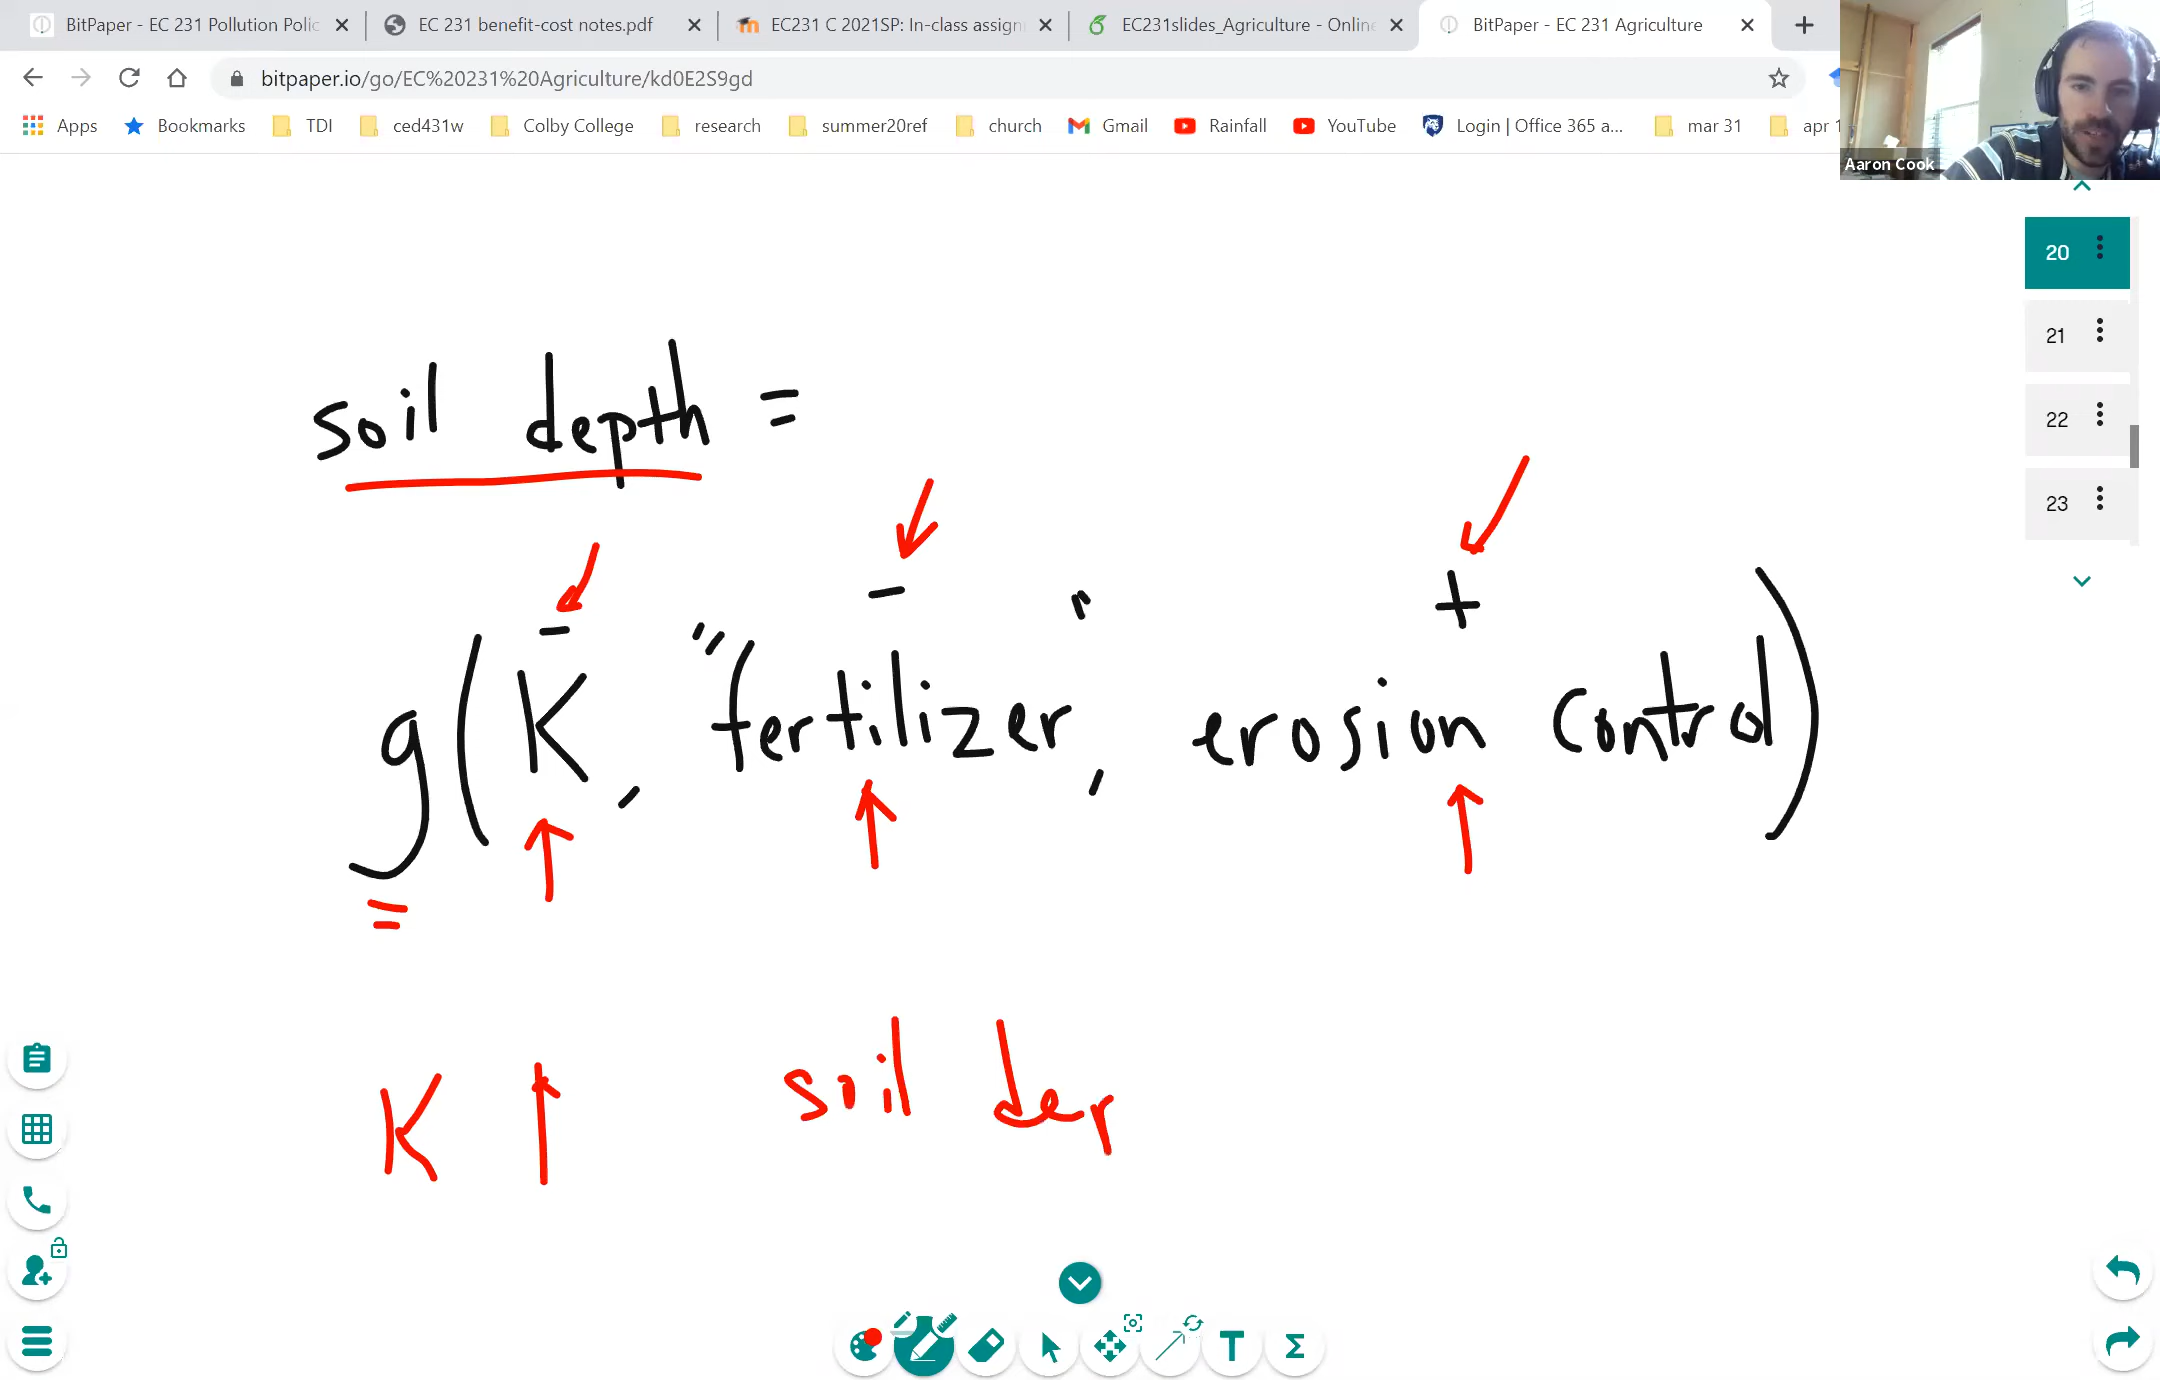 BitPaper - EC 231 Pollution Polic
EC 231 benefit-cost notes.pdf
EC231 C 2021SP: In-class assign
EC231slides_Agriculture - Online
BitPaper - EC 231 Agriculture
bitpaper.io/go/EC%20231%20Agriculture/kd0E2S9gd
Apps Bookmarks TDI ced431w Colby College research summer20ref church Gmail Rainfall YouTube Login | Office 365 a... mar 31 apr 1
Aaron Cook
20
21
22
23
soil depth =
- - +
g(K, "fertilizer", erosion control)
K ↑ soil dep
T Σ